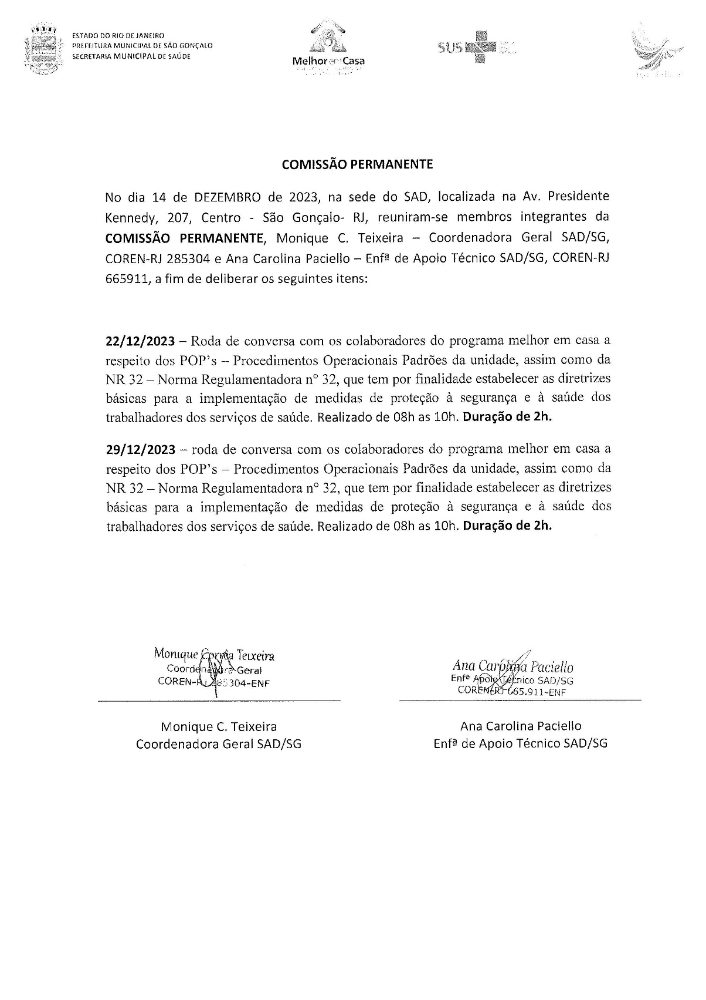 ESTADO DO RIO DE JANEIRO
PREFEITURA MUNICIPAL DE SÃO GONÇALO
SECRETARIA MUNICIPAL DE SAÚDE
Melhor em Casa
SUS
COMISSÃO PERMANENTE
No dia 14 de DEZEMBRO de 2023, na sede do SAD, localizada na Av. Presidente
Kennedy, 207, Centro - São Gonçalo- RJ, reuniram-se membros integrantes da
COMISSÃO PERMANENTE, Monique C. Teixeira – Coordenadora Geral SAD/SG,
COREN-RJ 285304 e Ana Carolina Paciello – Enfª de Apoio Técnico SAD/SG, COREN-RJ
665911, a fim de deliberar os seguintes itens:
22/12/2023 – Roda de conversa com os colaboradores do programa melhor em casa a
respeito dos POP’s – Procedimentos Operacionais Padrões da unidade, assim como da
NR 32 – Norma Regulamentadora n° 32, que tem por finalidade estabelecer as diretrizes
básicas para a implementação de medidas de proteção à segurança e à saúde dos
trabalhadores dos serviços de saúde. Realizado de 08h as 10h. Duração de 2h.
29/12/2023 – roda de conversa com os colaboradores do programa melhor em casa a
respeito dos POP’s – Procedimentos Operacionais Padrões da unidade, assim como da
NR 32 – Norma Regulamentadora n° 32, que tem por finalidade estabelecer as diretrizes
básicas para a implementação de medidas de proteção à segurança e à saúde dos
trabalhadores dos serviços de saúde. Realizado de 08h as 10h. Duração de 2h.
Monique Corrêa Teixeira
Coordenadora Geral
COREN-RJ 285304-ENF
Ana Carolina Paciello
Enfª Apoio Técnico SAD/SG
COREN-RJ 665.911-ENF
Monique C. Teixeira
Coordenadora Geral SAD/SG
Ana Carolina Paciello
Enfª de Apoio Técnico SAD/SG